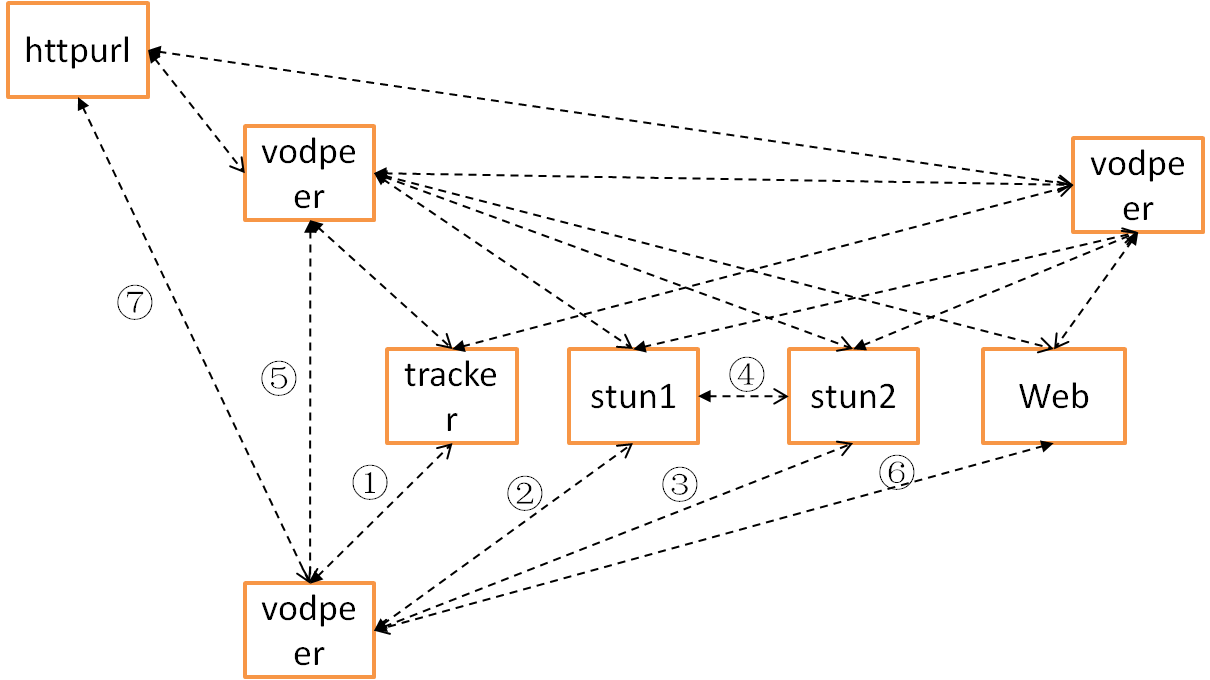 httpurl
vodpe
er
vodpe
er
⑦
⑤
tracke
r
stun1
④
stun2
Web
①
②
③
⑥
vodpe
er